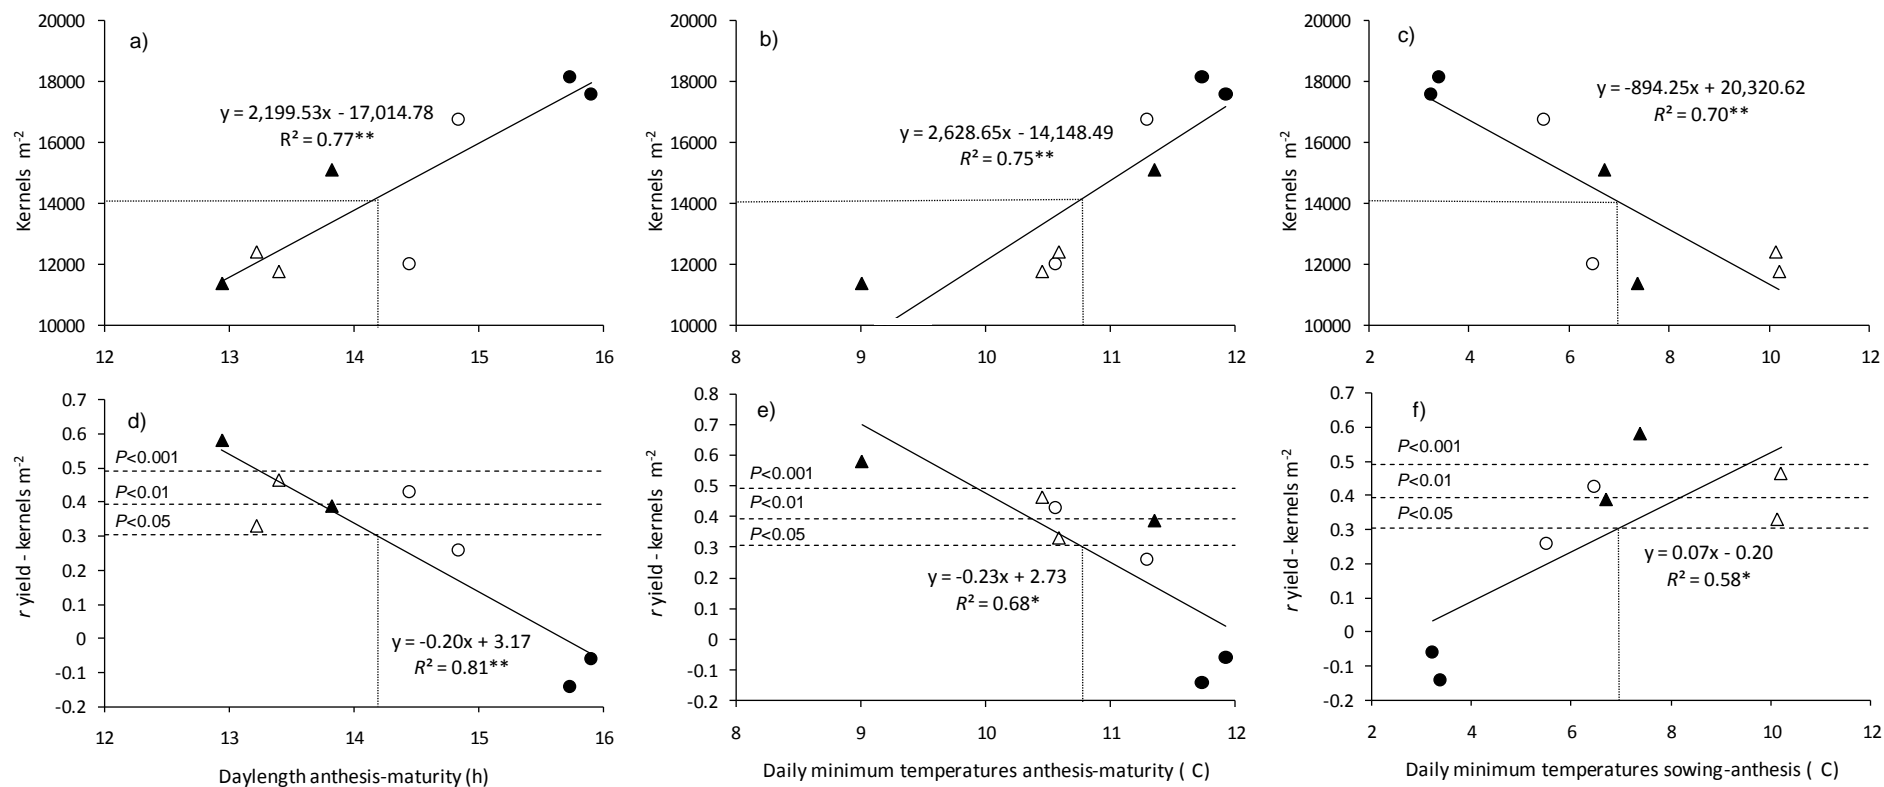 a)
20000
18000
16000
14000
12000
10000
Kernels m-2
y = 2,199.53x - 17,014.78
R² = 0.77**
12 13 14 15 16
b)
20000
18000
16000
14000
12000
10000
Kernels m-2
y = 2,628.65x - 14,148.49
R² = 0.75**
8 9 10 11 12
c)
20000
18000
16000
14000
12000
10000
Kernels m-2
y = -894.25x + 20,320.62
R² = 0.70**
2 4 6 8 10 12
d)
0.7
0.6
0.5
0.4
0.3
0.2
0.1
0
-0.1
-0.2
r yield - kernels m-2
P<0.001
P<0.01
P<0.05
y = -0.20x + 3.17
R² = 0.81**
12 13 14 15 16
Daylength anthesis-maturity (h)
e)
0.8
0.7
0.6
0.5
0.4
0.3
0.2
0.1
0
-0.1
-0.2
r yield - kernels m-2
P<0.001
P<0.01
P<0.05
y = -0.23x + 2.73
R² = 0.68*
8 9 10 11 12
Daily minimum temperatures anthesis-maturity ( C)
f)
0.7
0.6
0.5
0.4
0.3
0.2
0.1
0
-0.1
-0.2
r yield - kernels m-2
P<0.001
P<0.01
P<0.05
y = 0.07x - 0.20
R² = 0.58*
2 4 6 8 10 12
Daily minimum temperatures sowing-anthesis ( C)